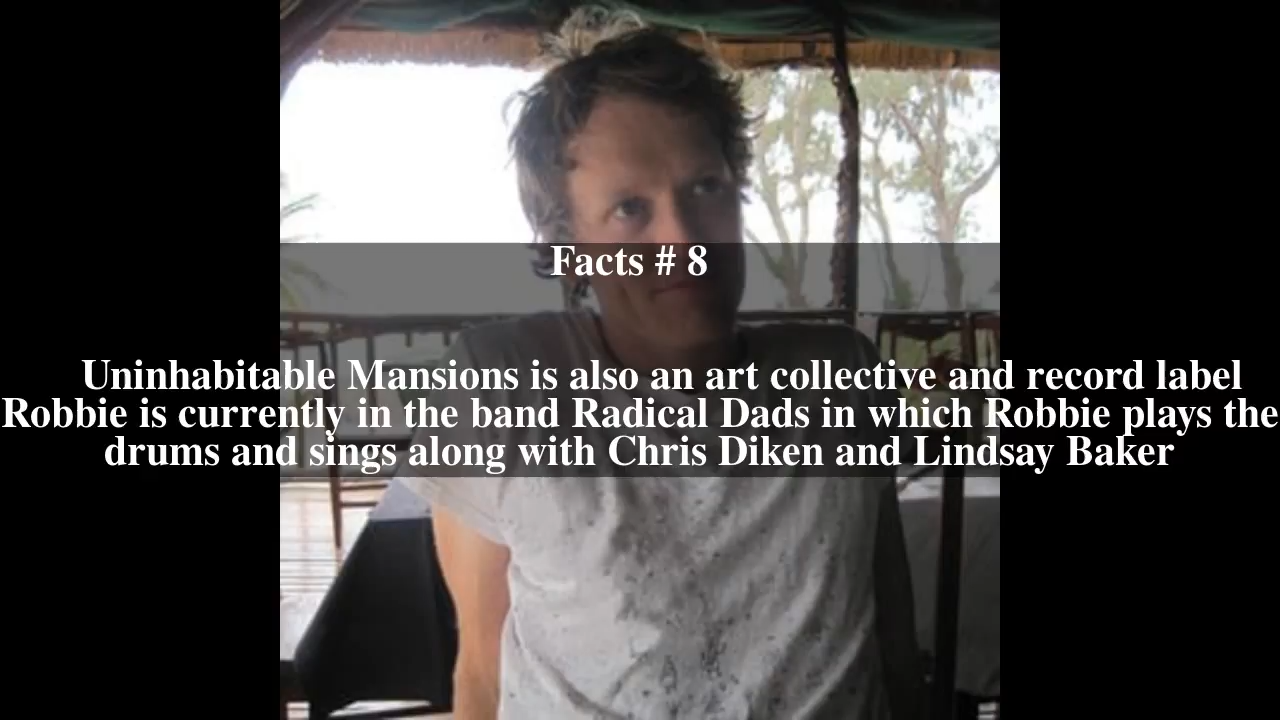 Facts # 8
Uninhabitable Mansions is also an art collective and record label
Robbie is currently in the band Radical Dads in which Robbie plays the
drums and sings along with Chris Diken and Lindsay Baker